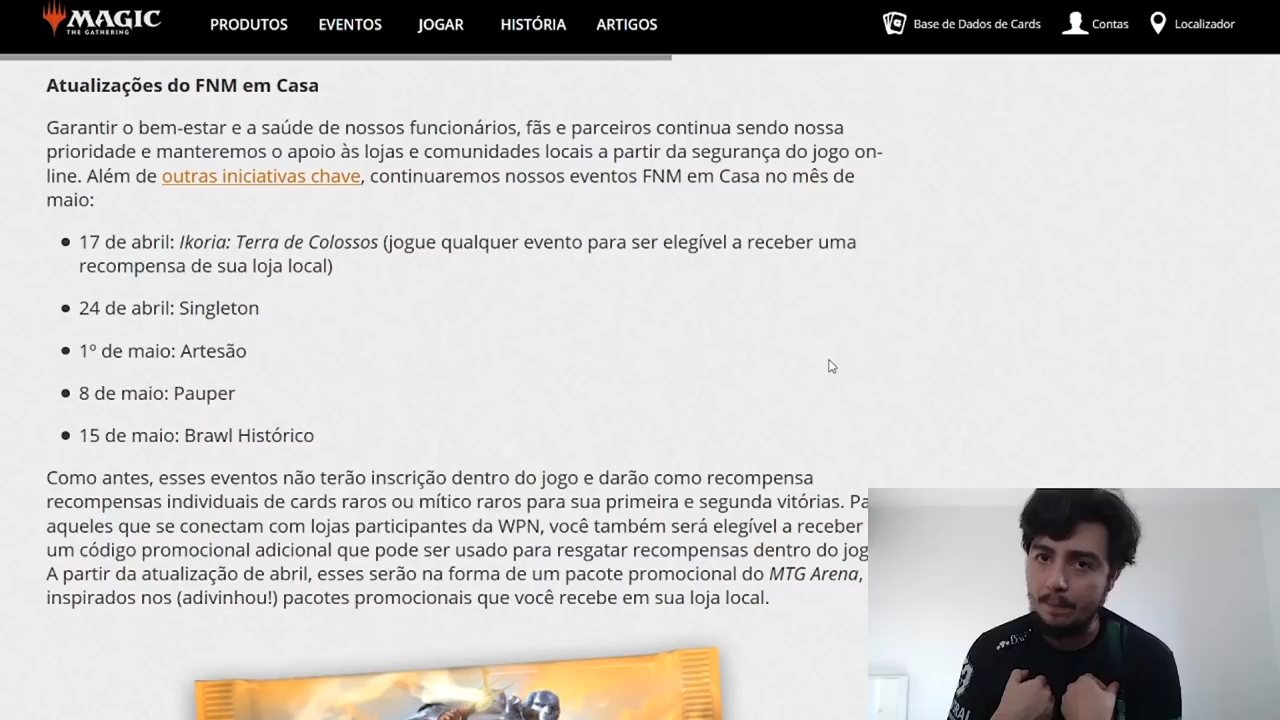 MAGIC
THE GATHERING
PRODUTOS
EVENTOS
JOGAR
HISTÓRIA
ARTIGOS
Base de Dados de Cards
Contas
Localizador
Atualizações do FNM em Casa
Garantir o bem-estar e a saúde de nossos funcionários, fãs e parceiros continua sendo nossa
prioridade e manteremos o apoio às lojas e comunidades locais a partir da segurança do jogo on-
line. Além de outras iniciativas chave, continuaremos nossos eventos FNM em Casa no mês de
maio:
17 de abril: Ikoria: Terra de Colossos (jogue qualquer evento para ser elegível a receber uma
recompensa de sua loja local)
24 de abril: Singleton
1º de maio: Artesão
8 de maio: Pauper
15 de maio: Brawl Histórico
Como antes, esses eventos não terão inscrição dentro do jogo e darão como recompensa
recompensas individuais de cards raros ou mítico raros para sua primeira e segunda vitórias. Pa
aqueles que se conectam com lojas participantes da WPN, você também será elegível a receber
um código promocional adicional que pode ser usado para resgatar recompensas dentro do jog
A partir da atualização de abril, esses serão na forma de um pacote promocional do MTG Arena,
inspirados nos (adivinhou!) pacotes promocionais que você recebe em sua loja local.